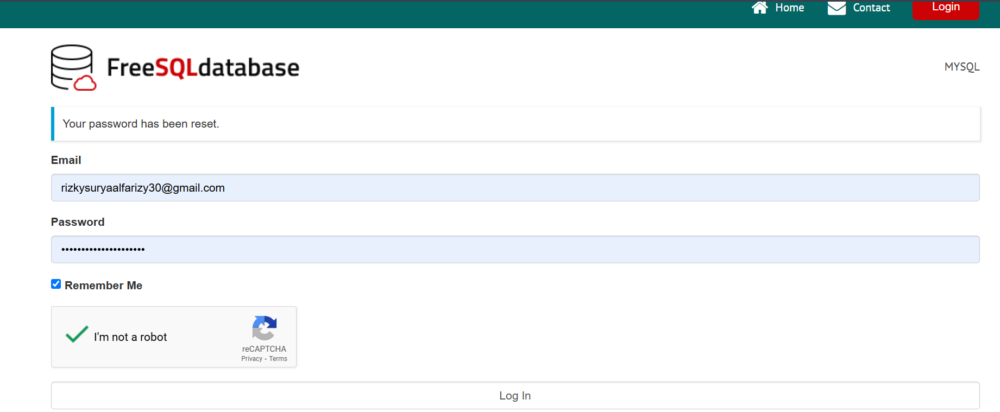 Home Contact Login
FreeSQLdatabase
MYSQL
Your password has been reset.
Email
rizkysuryaalfarizy30@gmail.com
Password
•••••••••••••••••••••
Remember Me
I'm not a robot
reCAPTCHA
Privacy - Terms
Log In